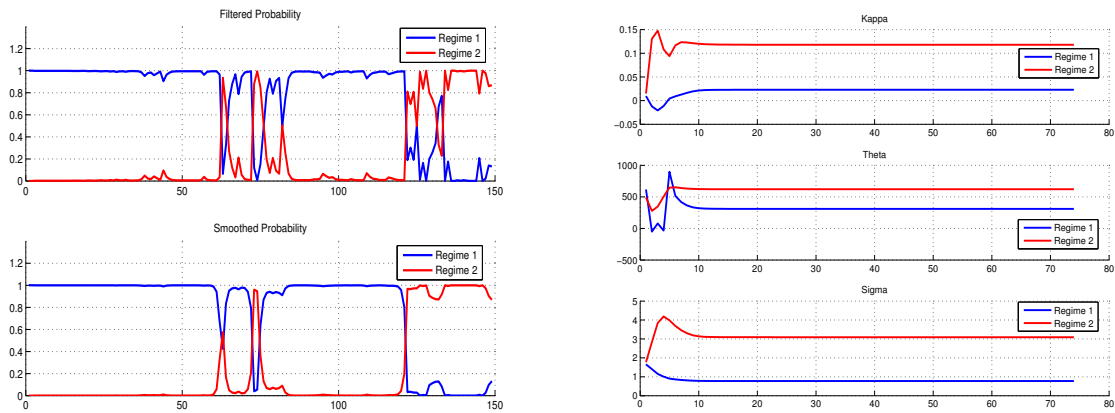 Filtered Probability
1.2
1
0.8
0.6
0.4
0.2
0
0 50 100 150
Regime 1
Regime 2
Smoothed Probability
1.2
1
0.8
0.6
0.4
0.2
0
0 50 100 150
Regime 1
Regime 2
Kappa
0.15
0.1
0.05
0
−0.05
0 10 20 30 40 50 60 70 80
Regime 1
Regime 2
Theta
1000
500
0
−500
0 10 20 30 40 50 60 70 80
Regime 1
Regime 2
Sigma
5
4
3
2
1
0
0 10 20 30 40 50 60 70 80
Regime 1
Regime 2